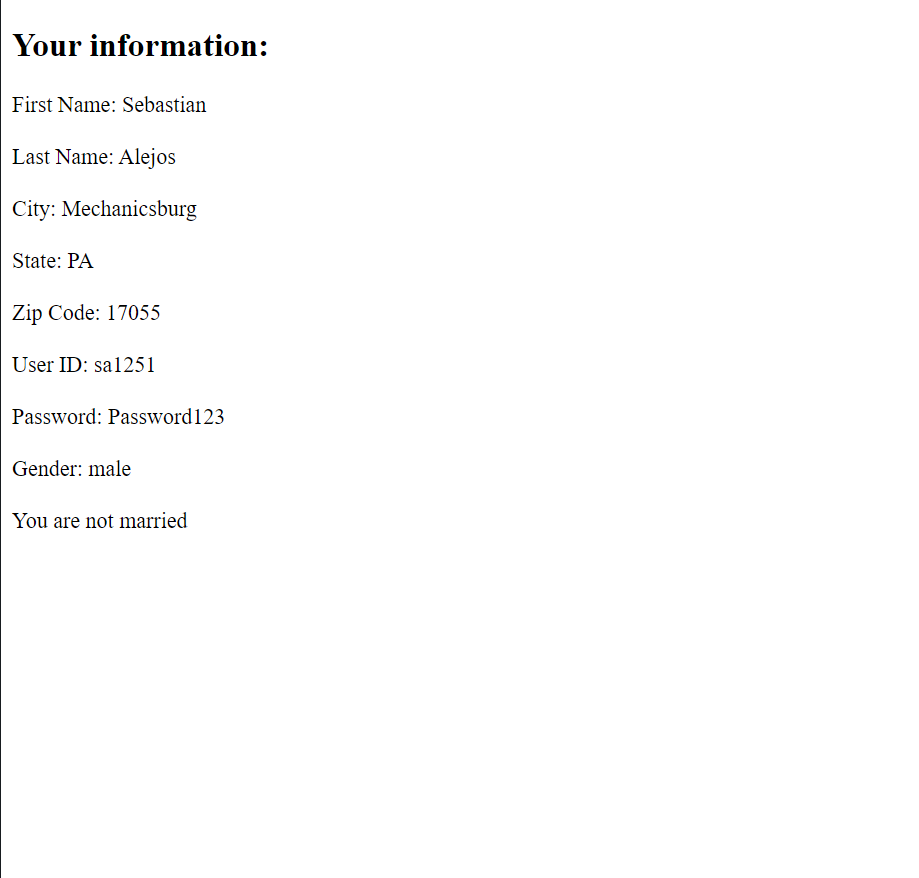 Your information:
First Name: Sebastian
Last Name: Alejos
City: Mechanicsburg
State: PA
Zip Code: 17055
User ID: sa1251
Password: Password123
Gender: male
You are not married